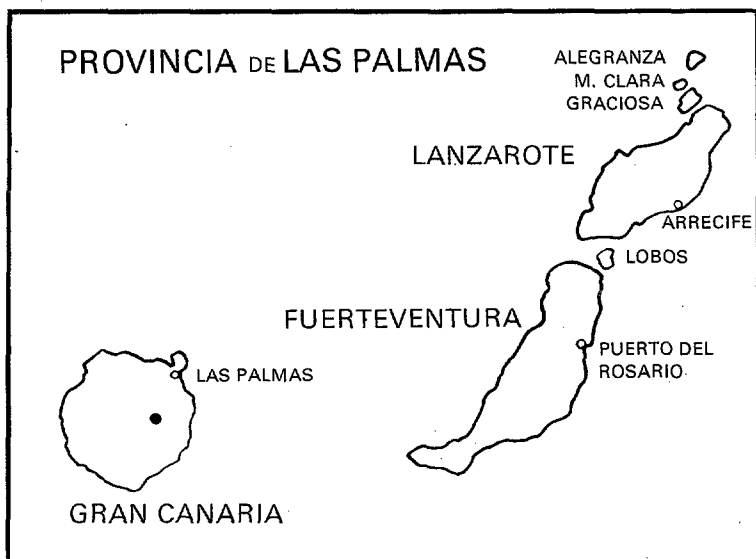 PROVINCIA DE LAS PALMAS
ALEGRANZA
M. CLARA
GRACIOSA
LANZAROTE
ARRECIFE
LOBOS
FUERTEVENTURA
PUERTO DEL
ROSARIO
LAS PALMAS
GRAN CANARIA